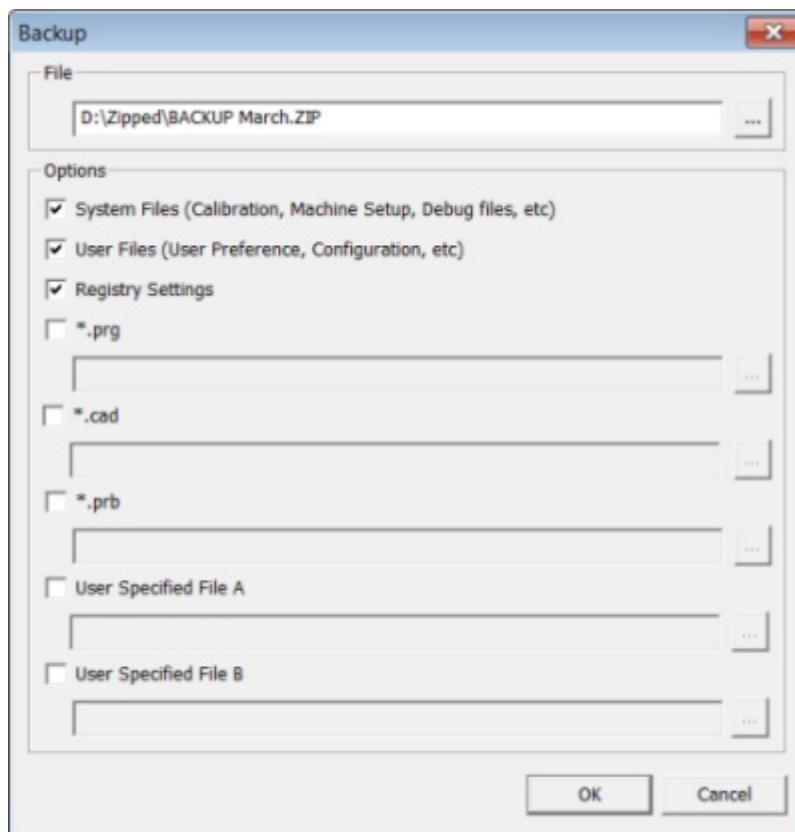 Backup
File
D:\Zipped\BACKUP March.ZIP
...
Options
System Files (Calibration, Machine Setup, Debug files, etc)
User Files (User Preference, Configuration, etc)
Registry Settings
*.prg
...
*.cad
...
*.prb
...
User Specified File A
...
User Specified File B
...
OK Cancel